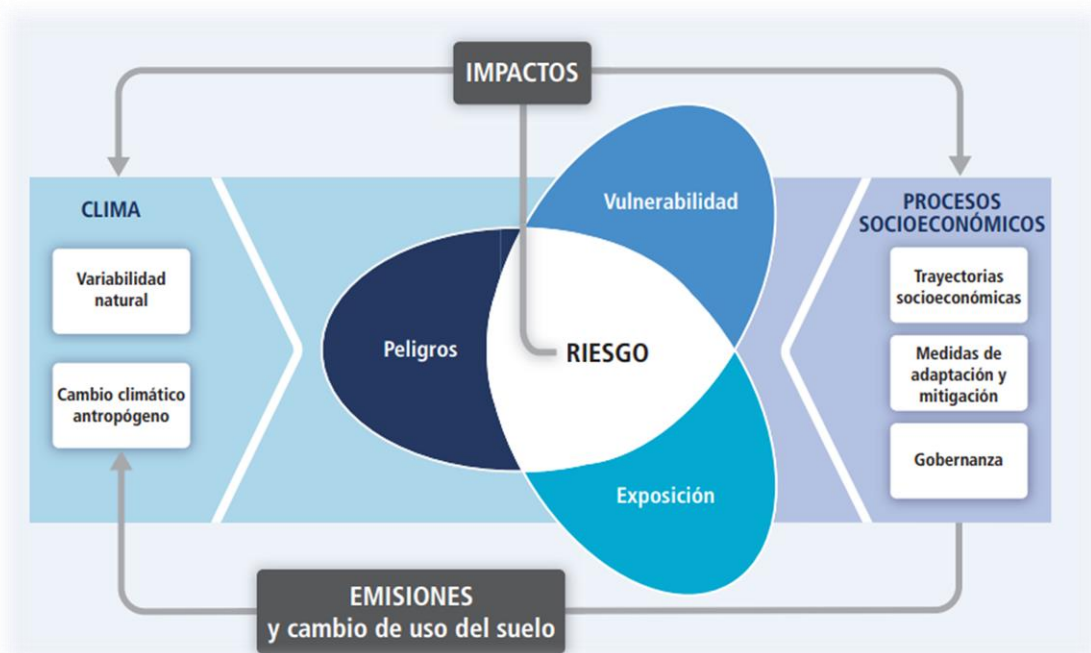 IMPACTOS
CLIMA
Variabilidad
natural
Cambio climático
antropógeno
Vulnerabilidad
Peligros
RIESGO
Exposición
PROCESOS
SOCIOECONÓMICOS
Trayectorias
socioeconómicas
Medidas de
adaptación y
mitigación
Gobernanza
EMISIONES
y cambio de uso del suelo